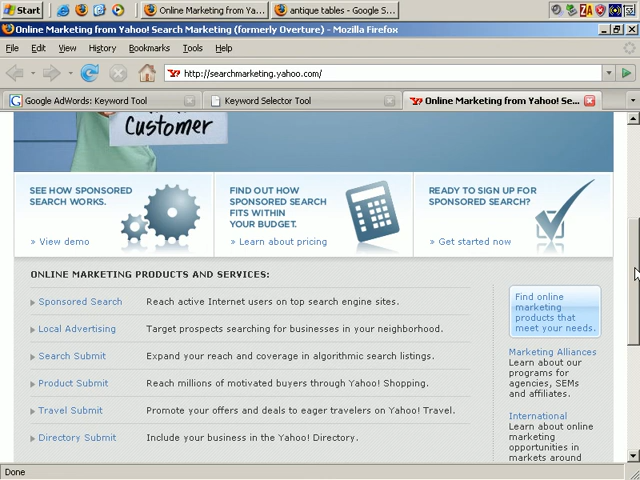 Start
Online Marketing from Ya...
antique tables - Google S...
ZA
Online Marketing from Yahoo! Search Marketing (formerly Overture) - Mozilla Firefox
File Edit View History Bookmarks Tools Help
http://searchmarketing.yahoo.com/
Google AdWords: Keyword Tool
Keyword Selector Tool
Online Marketing from Yahoo! Se...
Customer
SEE HOW SPONSORED
SEARCH WORKS.
» View demo
FIND OUT HOW
SPONSORED SEARCH
FITS WITHIN
YOUR BUDGET.
» Learn about pricing
READY TO SIGN UP FOR
SPONSORED SEARCH?
» Get started now
ONLINE MARKETING PRODUCTS AND SERVICES:
Sponsored Search Reach active Internet users on top search engine sites.
Local Advertising Target prospects searching for businesses in your neighborhood.
Search Submit Expand your reach and coverage in algorithmic search listings.
Product Submit Reach millions of motivated buyers through Yahoo! Shopping.
Travel Submit Promote your offers and deals to eager travelers on Yahoo! Travel.
Directory Submit Include your business in the Yahoo! Directory.
Find online
marketing
products that
meet your needs.
Marketing Alliances
Learn about our
programs for
agencies, SEMs
and affiliates.
International
Learn about online
marketing
opportunities in
markets around
Done